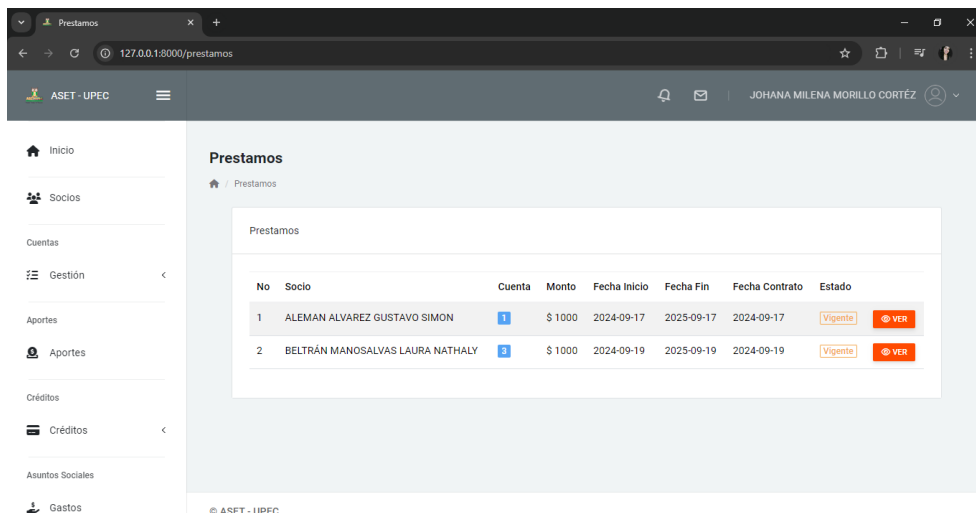 Prestamos
127.0.0.1:8000/prestamos
ASET - UPEC
JOHANA MILENA MORILLO CORTÉZ
Inicio
Socios
Cuentas
Gestión
Aportes
Aportes
Créditos
Créditos
Asuntos Sociales
Gastos
Prestamos
/ Prestamos
Prestamos
No Socio Cuenta Monto Fecha Inicio Fecha Fin Fecha Contrato Estado
1 ALEMAN ALVAREZ GUSTAVO SIMON 1 $ 1000 2024-09-17 2025-09-17 2024-09-17 Vigente VER
2 BELTRÁN MANOSALVAS LAURA NATHALY 3 $ 1000 2024-09-19 2025-09-19 2024-09-19 Vigente VER
© ASET - UPEC